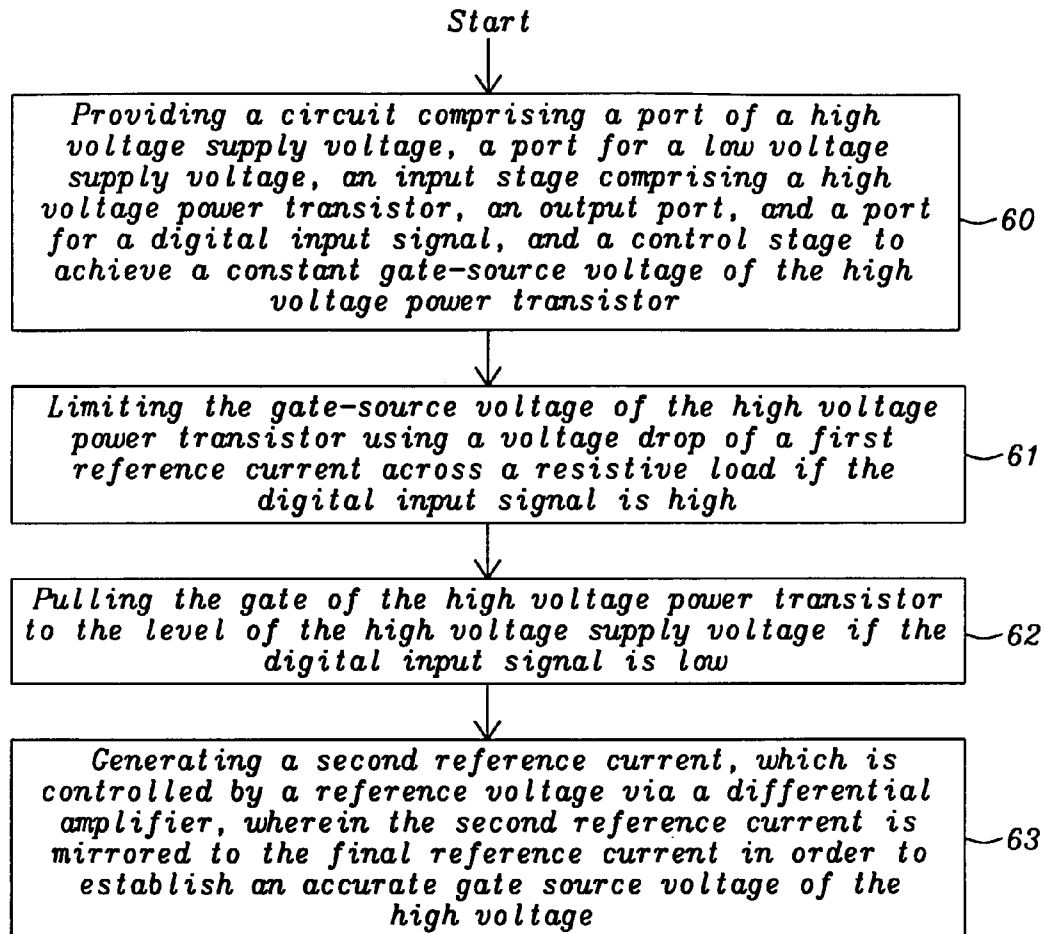 Start
Providing a circuit comprising a port of a high
voltage supply voltage, a port for a low voltage
supply voltage, an input stage comprising a high
voltage power transistor, an output port, and a port
for a digital input signal, and a control stage to
achieve a constant gate-source voltage of the high
voltage power transistor
60
Limiting the gate-source voltage of the high voltage
power transistor using a voltage drop of a first
reference current across a resistive load if the
digital input signal is high
61
Pulling the gate of the high voltage power transistor
to the level of the high voltage supply voltage if the
digital input signal is low
62
Generating a second reference current, which is
controlled by a reference voltage via a differential
amplifier, wherein the second reference current is
mirrored to the final reference current in order to
establish an accurate gate source voltage of the
high voltage
63